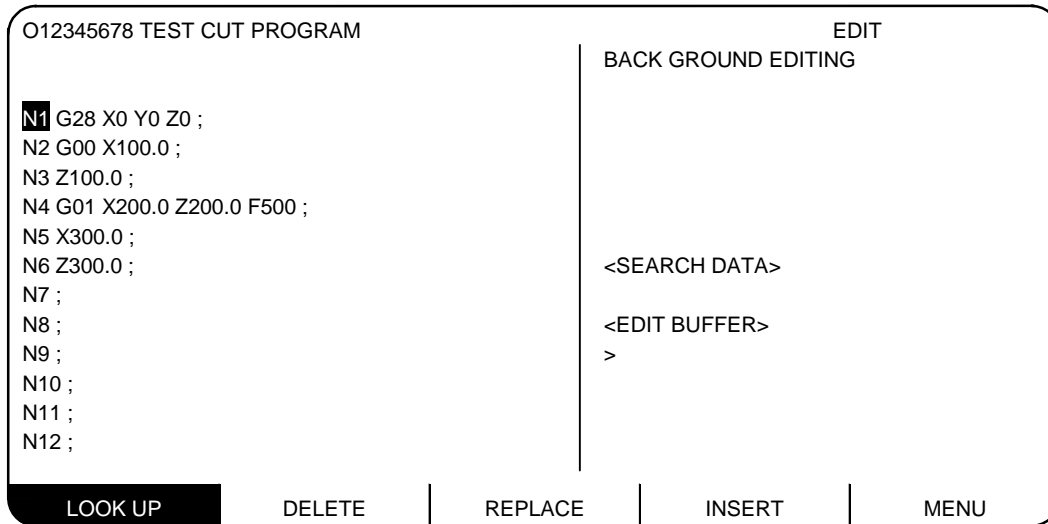 O12345678 TEST CUT PROGRAM EDIT
BACK GROUND EDITING
N1 G28 X0 Y0 Z0 ;
N2 G00 X100.0 ;
N3 Z100.0 ;
N4 G01 X200.0 Z200.0 F500 ;
N5 X300.0 ;
N6 Z300.0 ;
N7 ;
N8 ;
N9 ;
N10 ;
N11 ;
N12 ;
<SEARCH DATA>
<EDIT BUFFER>
>
LOOK UP DELETE REPLACE INSERT MENU